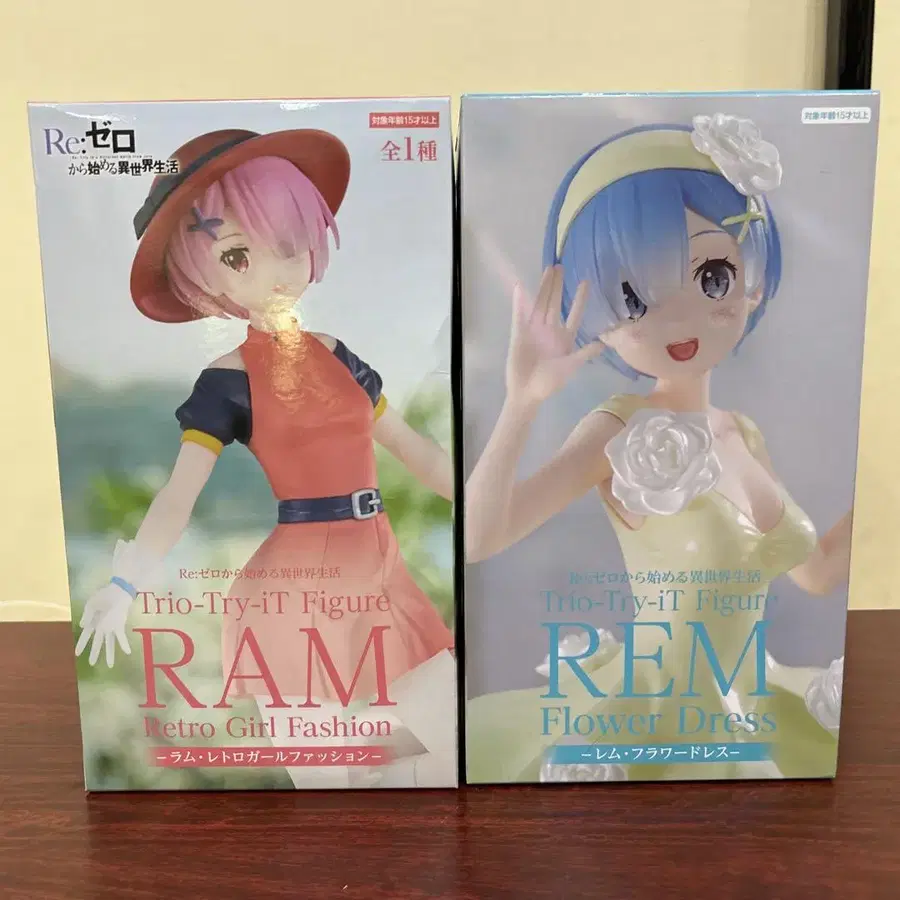 Re:ゼロ
から始める異世界生活
対象年齢15才以上
全1種
Re:ゼロから始める異世界生活
Trio-Try-iT Figure
RAM
Retro Girl Fashion
−ラム・レトロガールファッション−
対象年齢15才以上
Re:ゼロから始める異世界生活
Trio-Try-iT Figure
REM
Flower Dress
−レム・フラワードレス−